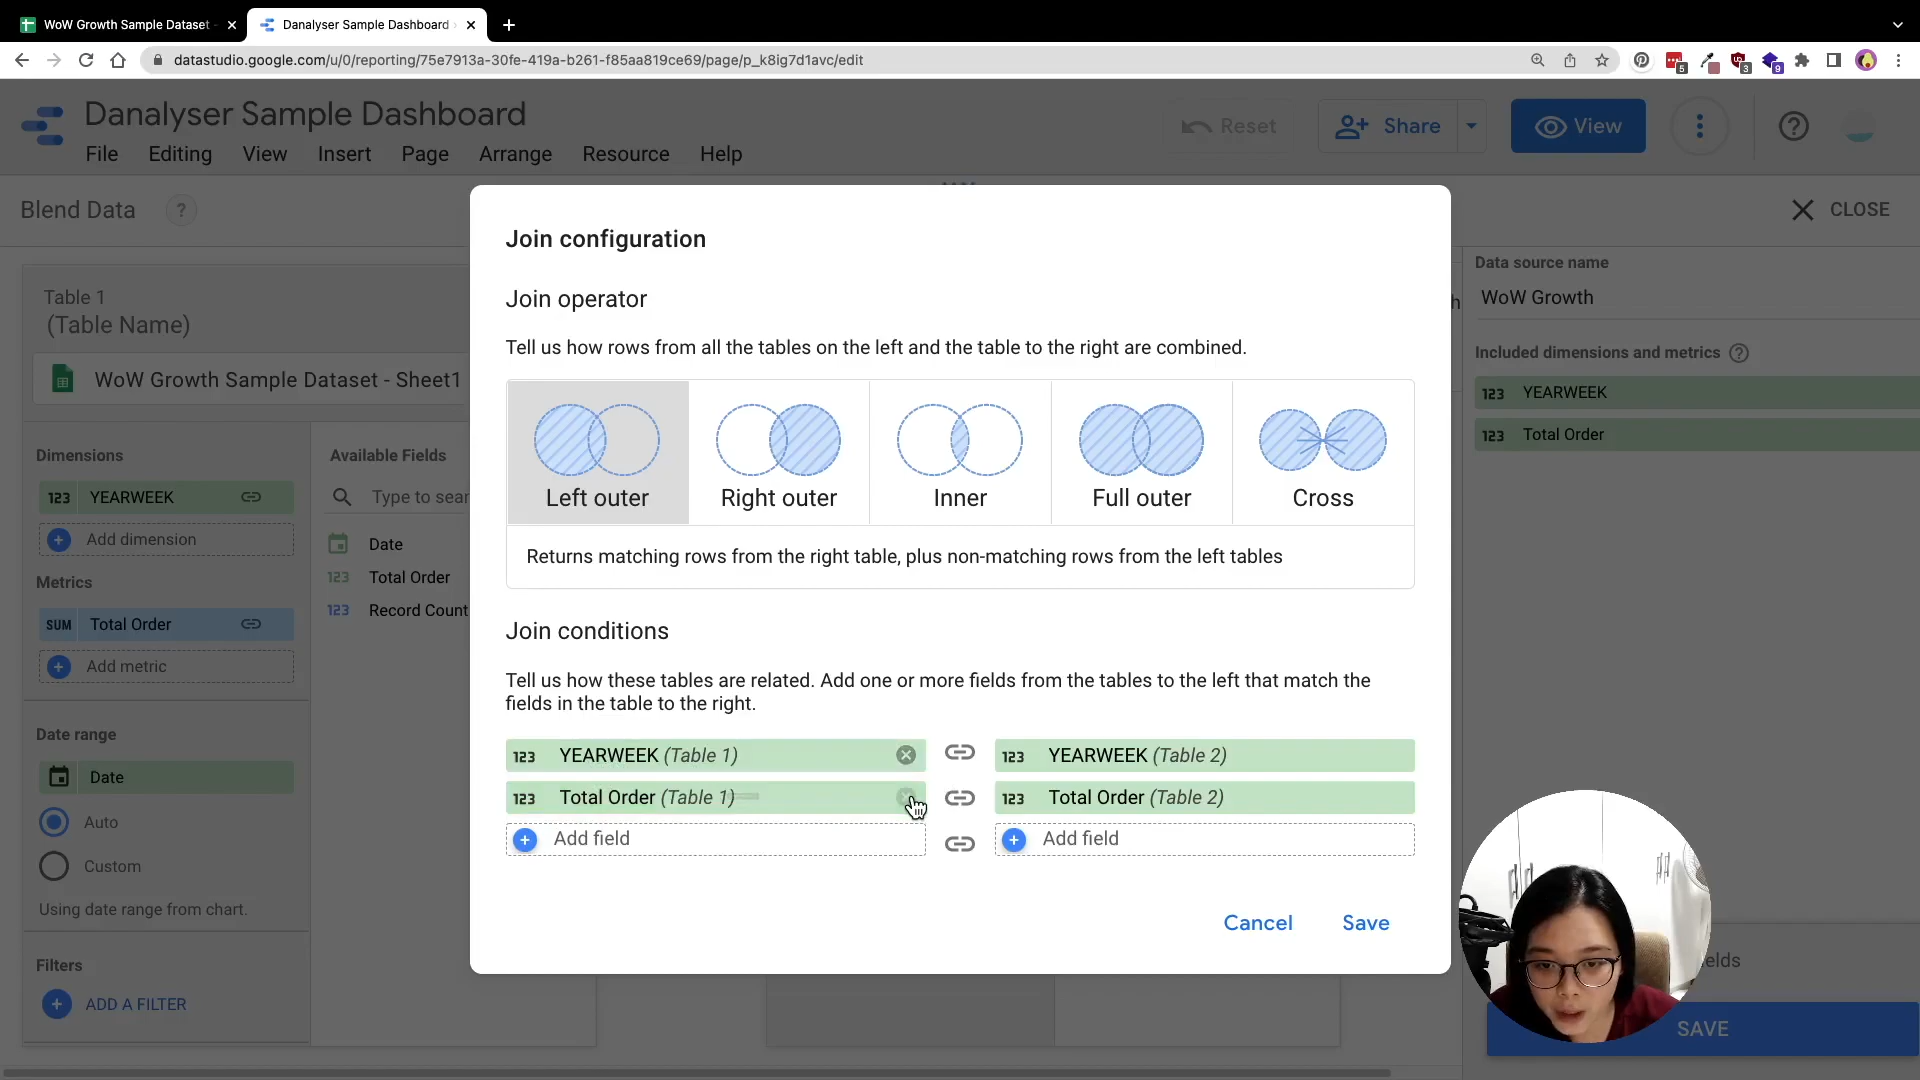 WoW Growth Sample Dataset -
Danalyser Sample Dashboard ›
datastudio.google.com/u/0/reporting/75e7913a-30fe-419a-b261-f85aa819ce69/page/p_k8ig7d1avc/edit
5
3
9
Danalyser Sample Dashboard
Reset
Share
View
File Editing View Insert Page Arrange Resource Help
Blend Data ?
CLOSE
Table 1
(Table Name)
WoW Growth Sample Dataset - Sheet1
Dimensions
123 YEARWEEK
Add dimension
Metrics
SUM Total Order
Add metric
Date range
Date
Auto
Custom
Using date range from chart.
Filters
ADD A FILTER
Available Fields
Type to sear
Date
123 Total Order
123 Record Count
Join configuration
Join operator
Tell us how rows from all the tables on the left and the table to the right are combined.
Left outer
Right outer
Inner
Full outer
Cross
Returns matching rows from the right table, plus non-matching rows from the left tables
Join conditions
Tell us how these tables are related. Add one or more fields from the tables to the left that match the
fields in the table to the right.
123 YEARWEEK (Table 1)
123 YEARWEEK (Table 2)
123 Total Order (Table 1)
123 Total Order (Table 2)
Add field
Add field
Cancel
Save
Data source name
WoW Growth
Included dimensions and metrics
123 YEARWEEK
123 Total Order
SAVE